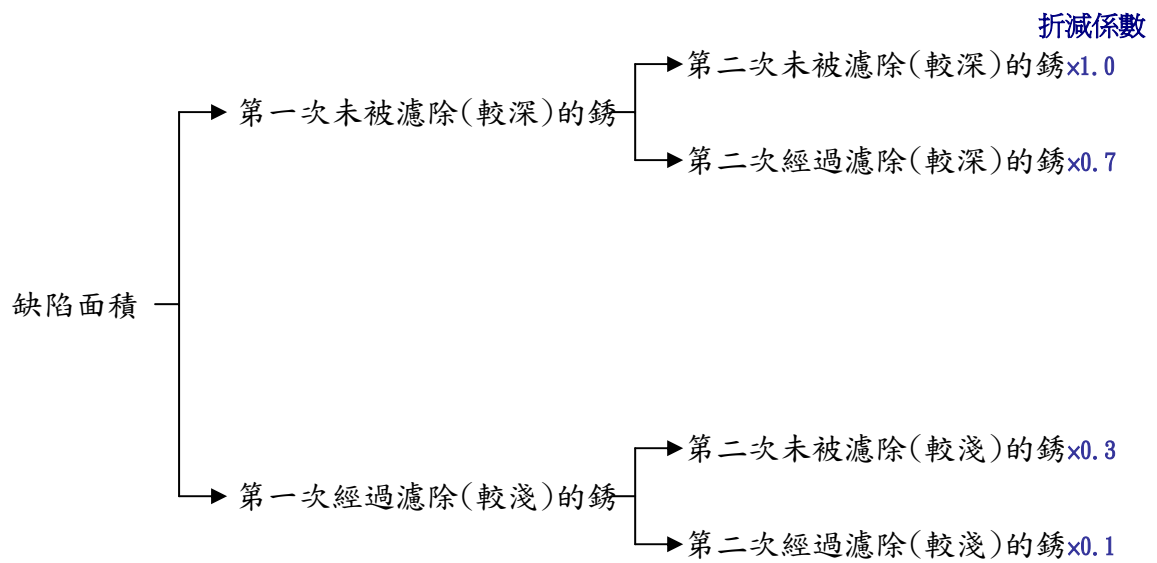 折減係數
第二次未被濾除(較深)的銹×1.0
第一次未被濾除(較深)的銹
第二次經過濾除(較深)的銹×0.7
缺陷面積
第二次未被濾除(較淺)的銹×0.3
第一次經過濾除(較淺)的銹
第二次經過濾除(較淺)的銹×0.1